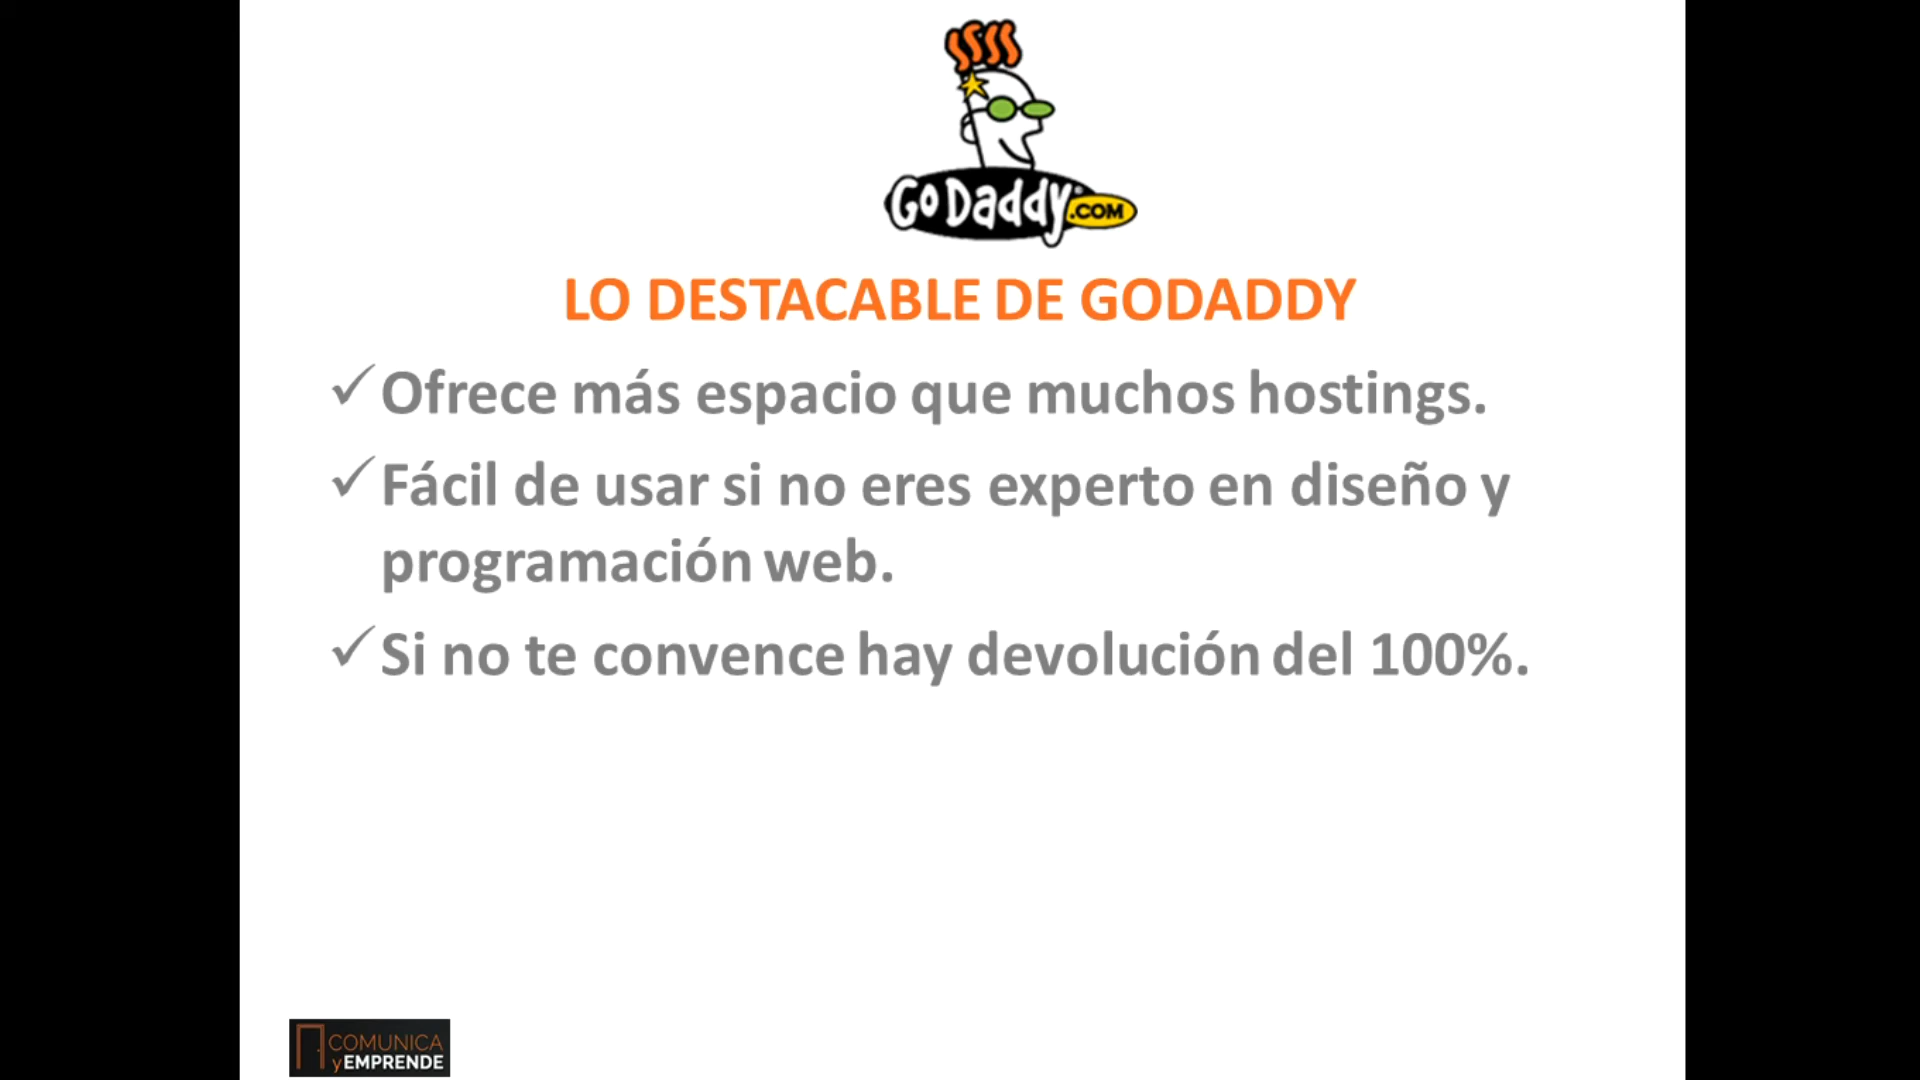 GoDaddy.COM
LO DESTACABLE DE GODADDY
✓Ofrece más espacio que muchos hostings.
✓Fácil de usar si no eres experto en diseño y
programación web.
✓Si no te convence hay devolución del 100%.
COMUNICA
yEMPRENDE